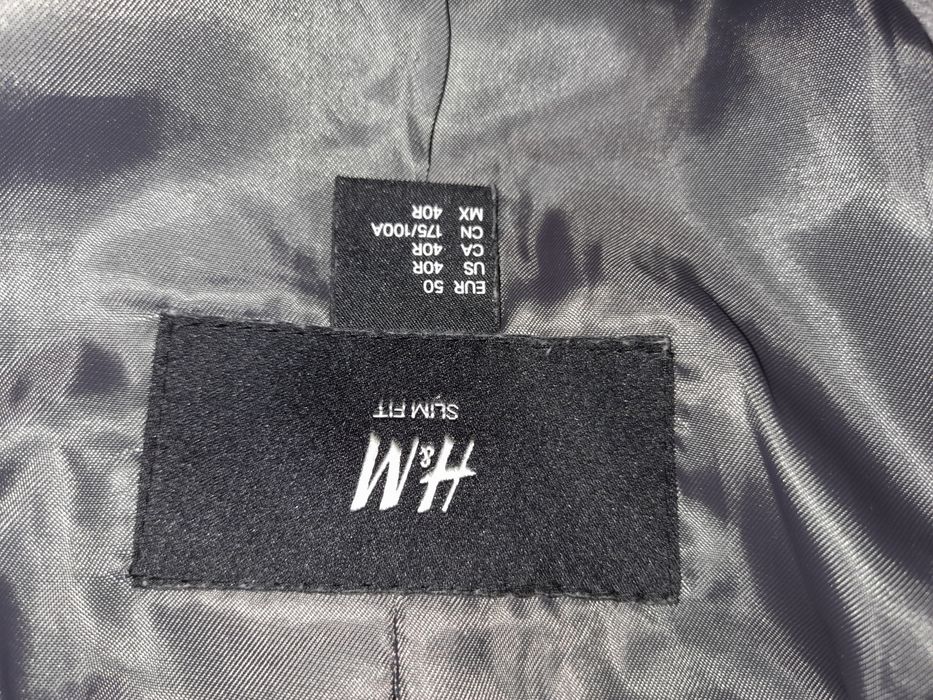 H&M
SLIM FIT
EUR 50
US 40R
CA 40R
CN 175/100A
MX 40R